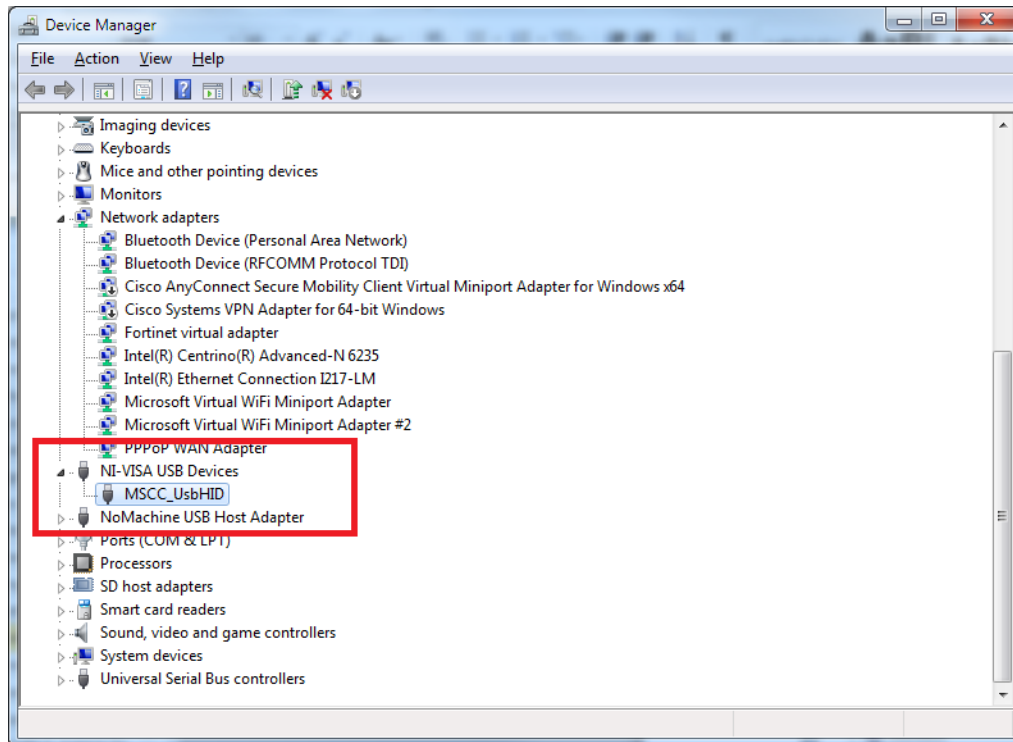 Device Manager
File Action View Help
Imaging devices
Keyboards
Mice and other pointing devices
Monitors
Network adapters
Bluetooth Device (Personal Area Network)
Bluetooth Device (RFCOMM Protocol TDI)
Cisco AnyConnect Secure Mobility Client Virtual Miniport Adapter for Windows x64
Cisco Systems VPN Adapter for 64-bit Windows
Fortinet virtual adapter
Intel(R) Centrino(R) Advanced-N 6235
Intel(R) Ethernet Connection I217-LM
Microsoft Virtual WiFi Miniport Adapter
Microsoft Virtual WiFi Miniport Adapter #2
PPPoP WAN Adapter
NI-VISA USB Devices
MSCC_UsbHID
NoMachine USB Host Adapter
Ports (COM & LPT)
Processors
SD host adapters
Smart card readers
Sound, video and game controllers
System devices
Universal Serial Bus controllers